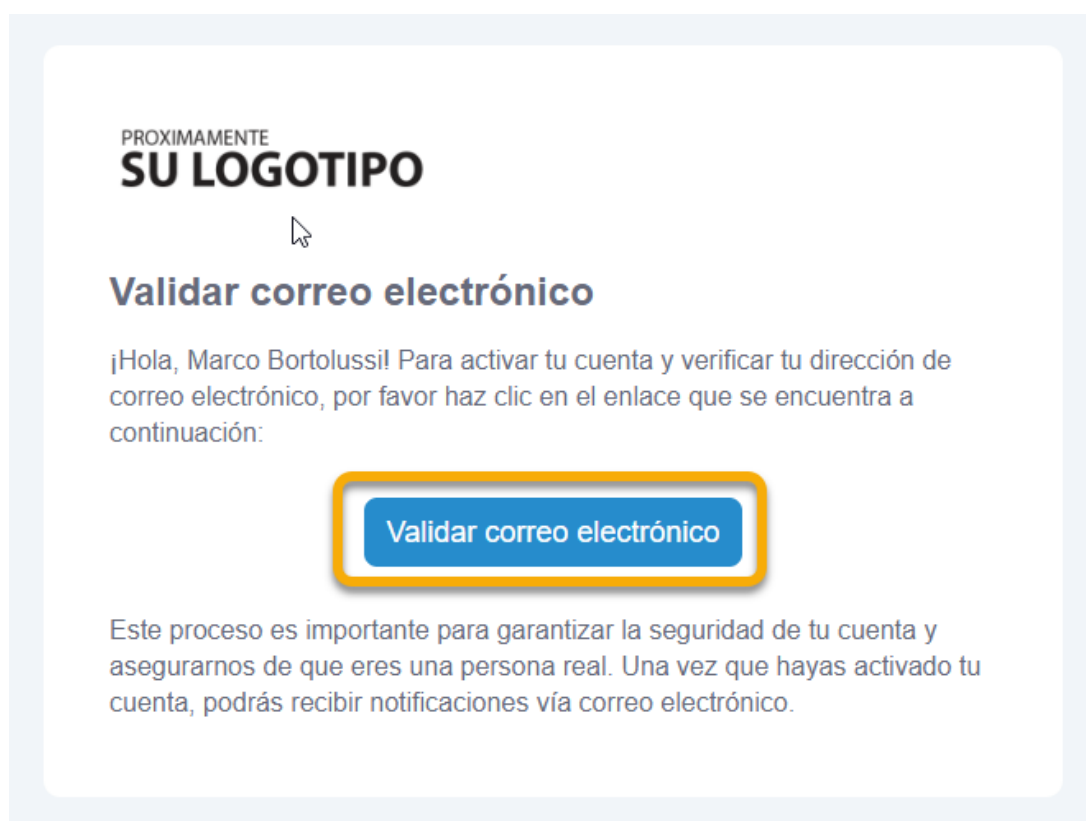 PROXIMAMENTE
SU LOGOTIPO
Validar correo electrónico
¡Hola, Marco Bortolussi! Para activar tu cuenta y verificar tu dirección de
correo electrónico, por favor haz clic en el enlace que se encuentra a
continuación:
Validar correo electrónico
Este proceso es importante para garantizar la seguridad de tu cuenta y
asegurarnos de que eres una persona real. Una vez que hayas activado tu
cuenta, podrás recibir notificaciones vía correo electrónico.